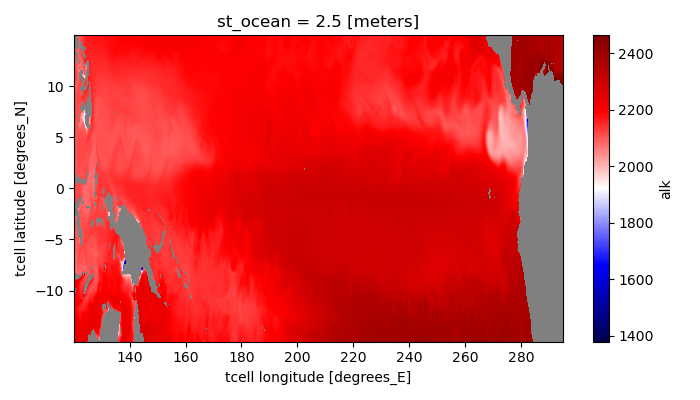 st_ocean = 2.5 [meters]
10
5
0
−5
−10
tcell latitude [degrees_N]
140 160 180 200 220 240 260 280
tcell longitude [degrees_E]
2400
2200
2000
1800
1600
1400
alk